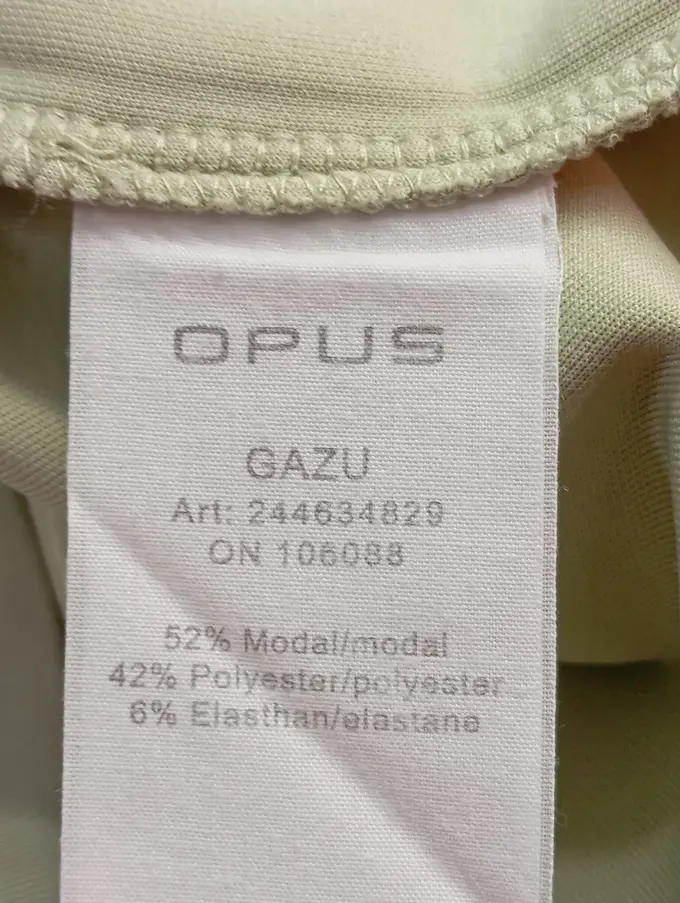 OPUS
GAZU
Art: 244634829
ON 106088
52% Modal/modal
42% Polyester/polyester
6% Elasthan/elastane